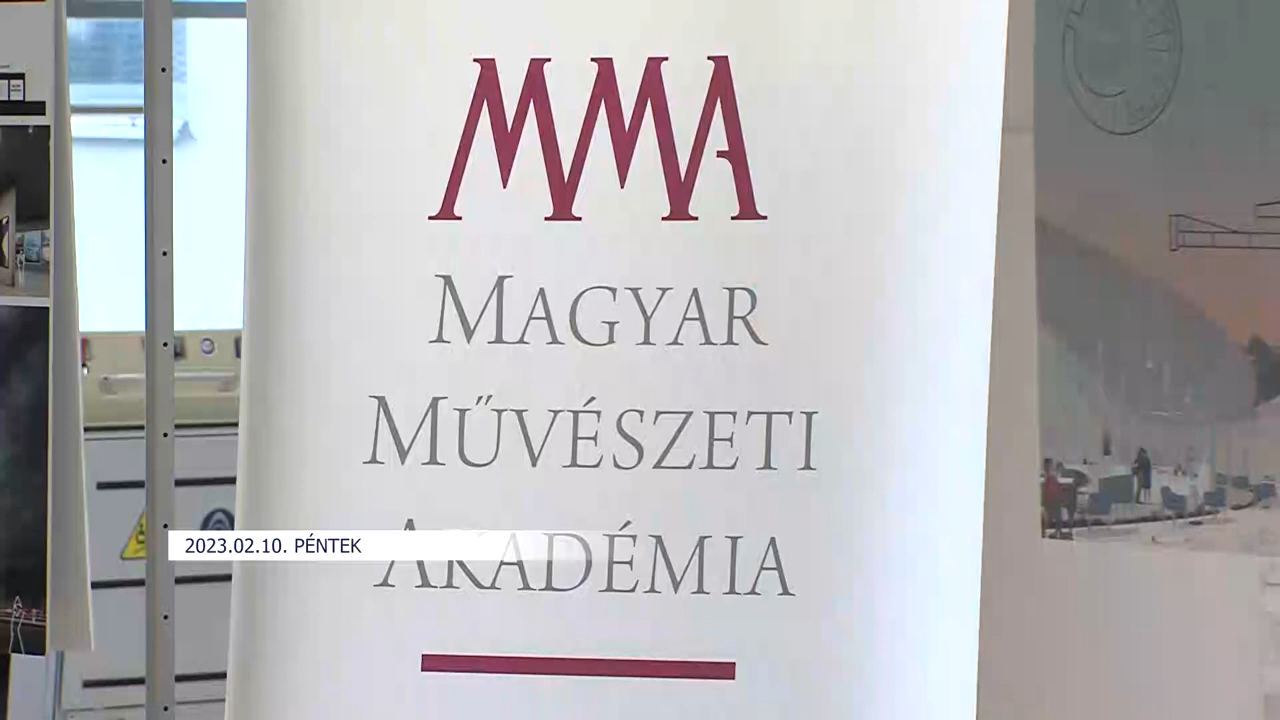 MMA
MAGYAR
MŰVÉSZETI
AKADÉMIA
2023.02.10. PÉNTEK